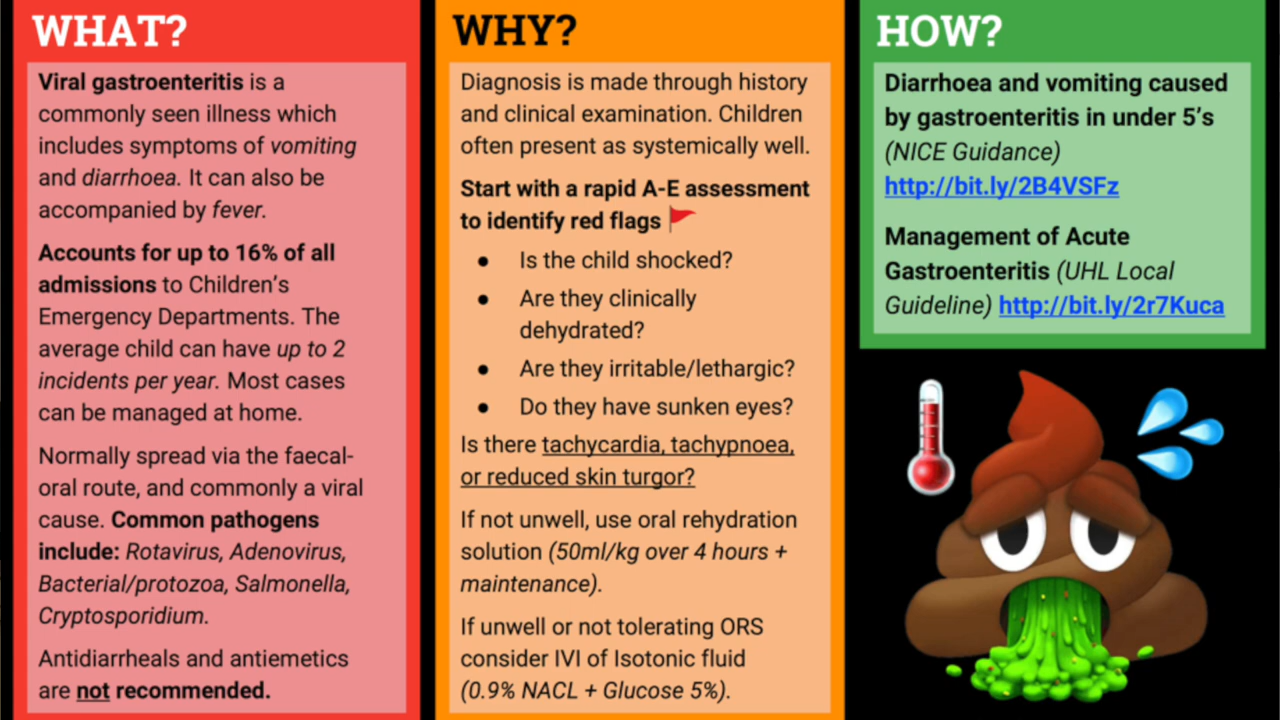 WHAT?
Viral gastroenteritis is a
commonly seen illness which
includes symptoms of vomiting
and diarrhoea. It can also be
accompanied by fever.
Accounts for up to 16% of all
admissions to Children's
Emergency Departments. The
average child can have up to 2
incidents per year. Most cases
can be managed at home.
Normally spread via the faecal-
oral route, and commonly a viral
cause. Common pathogens
include: Rotavirus, Adenovirus,
Bacterial/protozoa, Salmonella,
Cryptosporidium.
Antidiarrheals and antiemetics
are not recommended.
WHY?
Diagnosis is made through history
and clinical examination. Children
often present as systemically well.
Start with a rapid A-E assessment
to identify red flags
● Is the child shocked?
● Are they clinically
dehydrated?
● Are they irritable/lethargic?
● Do they have sunken eyes?
Is there tachycardia, tachypnoea,
or reduced skin turgor?
If not unwell, use oral rehydration
solution (50ml/kg over 4 hours +
maintenance).
If unwell or not tolerating ORS
consider IVI of Isotonic fluid
(0.9% NACL + Glucose 5%).
HOW?
Diarrhoea and vomiting caused
by gastroenteritis in under 5's
(NICE Guidance)
http://bit.ly/2B4VSFz
Management of Acute
Gastroenteritis (UHL Local
Guideline) http://bit.ly/2r7Kuca